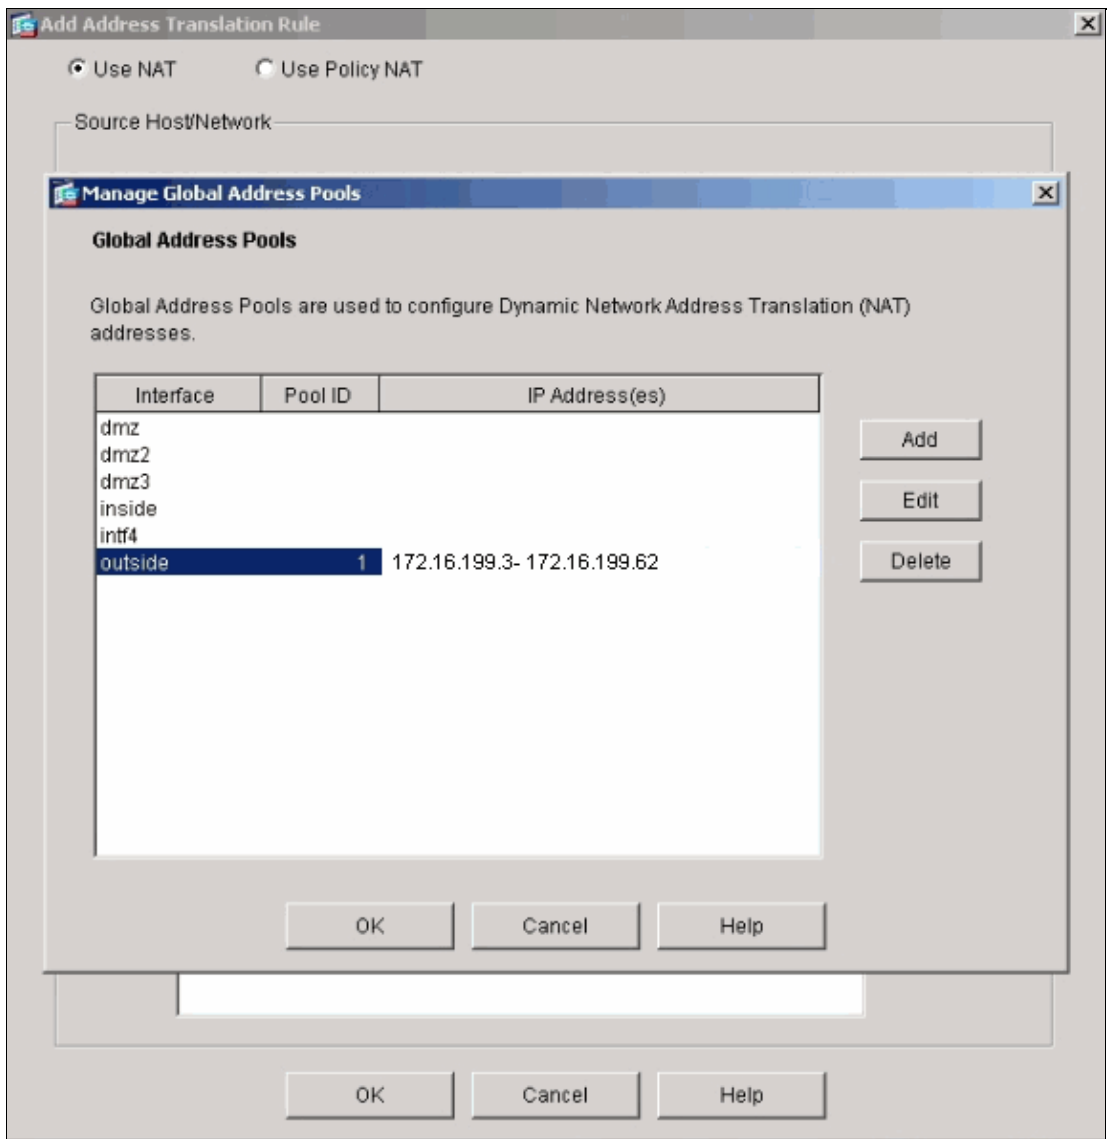 Add Address Translation Rule
Use NAT Use Policy NAT
Source Host/Network
Manage Global Address Pools
Global Address Pools
Global Address Pools are used to configure Dynamic Network Address Translation (NAT)
addresses.
Interface Pool ID IP Address(es)
dmz
dmz2
dmz3
inside
intf4
outside 1 172.16.199.3- 172.16.199.62
Add
Edit
Delete
OK Cancel Help
OK Cancel Help